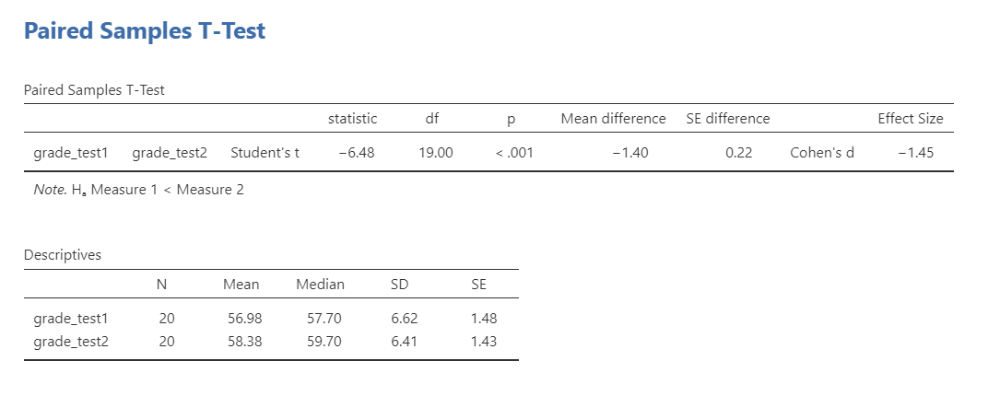 Paired Samples T-Test
Paired Samples T-Test
statistic df p Mean difference SE difference Effect Size
grade_test1 grade_test2 Student's t −6.48 19.00 < .001 −1.40 0.22 Cohen's d −1.45
Note. Hₐ Measure 1 < Measure 2
Descriptives
N Mean Median SD SE
grade_test1 20 56.98 57.70 6.62 1.48
grade_test2 20 58.38 59.70 6.41 1.43